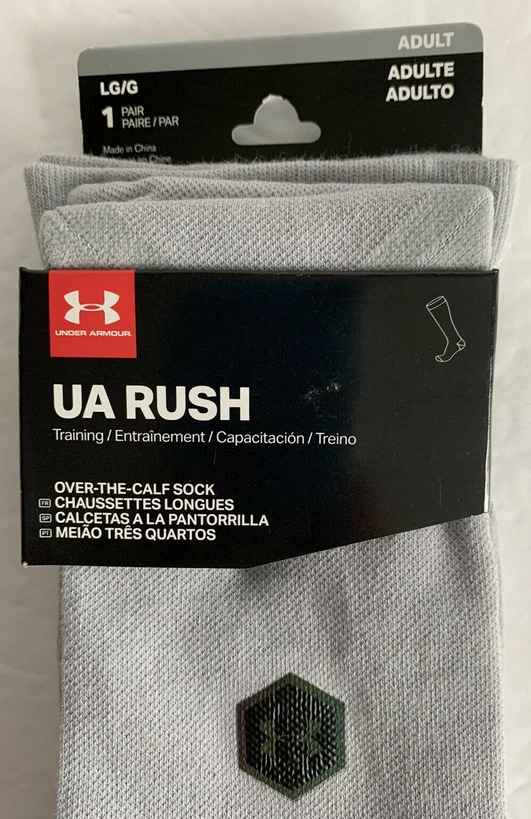 ADULT
ADULTE
ADULTO
LG/G
1 PAIR
PAIRE / PAR
Made in China
China
UNDER ARMOUR.
UA RUSH
Training / Entraînement / Capacitación / Treino
OVER-THE-CALF SOCK
FR CHAUSSETTES LONGUES
SP CALCETAS A LA PANTORRILLA
PT MEIÃO TRÊS QUARTOS